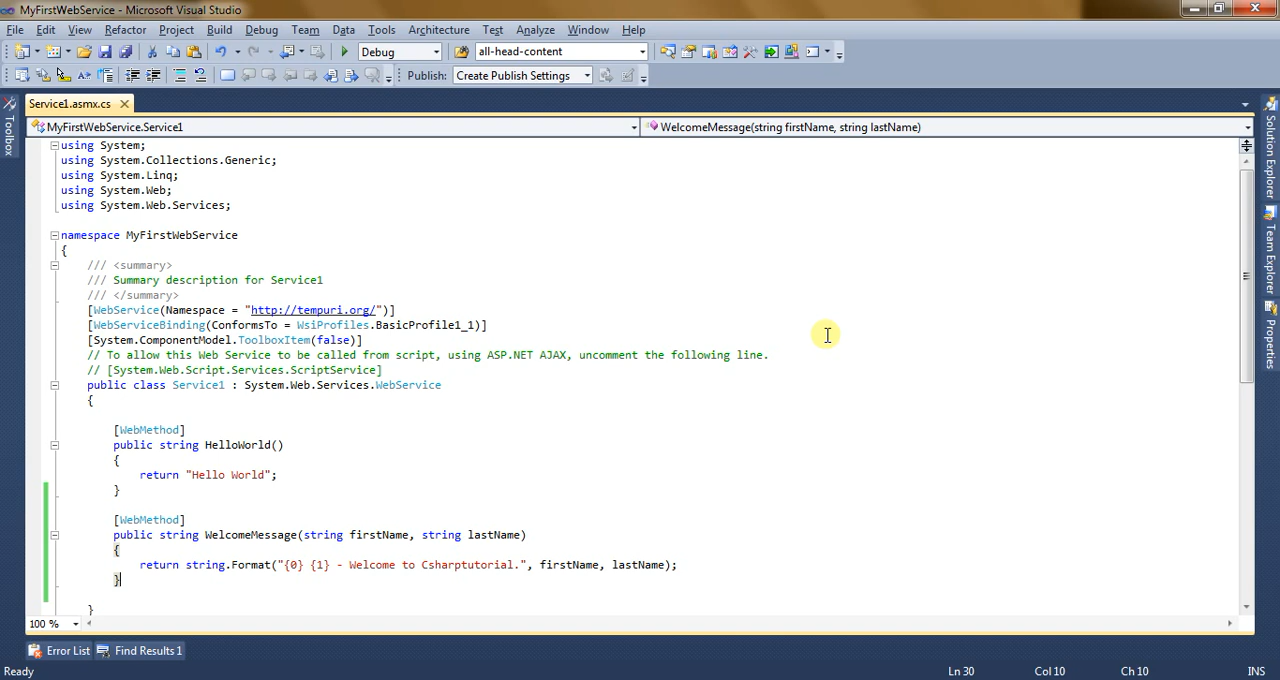 MyFirstWebService - Microsoft Visual Studio
File Edit View Refactor Project Build Debug Team Data Tools Architecture Test Analyze Window Help
Debug all-head-content
Publish: Create Publish Settings
Service1.asmx.cs
MyFirstWebService.Service1 WelcomeMessage(string firstName, string lastName)
Toolbox
Solution Explorer
Team Explorer
Properties
using System;
using System.Collections.Generic;
using System.Linq;
using System.Web;
using System.Web.Services;
namespace MyFirstWebService
{
/// <summary>
/// Summary description for Service1
/// </summary>
[WebService(Namespace = "http://tempuri.org/")]
[WebServiceBinding(ConformsTo = WsiProfiles.BasicProfile1_1)]
[System.ComponentModel.ToolboxItem(false)]
// To allow this Web Service to be called from script, using ASP.NET AJAX, uncomment the following line.
// [System.Web.Script.Services.ScriptService]
public class Service1 : System.Web.Services.WebService
{
[WebMethod]
public string HelloWorld()
{
return "Hello World";
}
[WebMethod]
public string WelcomeMessage(string firstName, string lastName)
{
return string.Format("{0} {1} - Welcome to Csharptutorial.", firstName, lastName);
}
}
100 %
Error List Find Results 1
Ready Ln 30 Col 10 Ch 10 INS